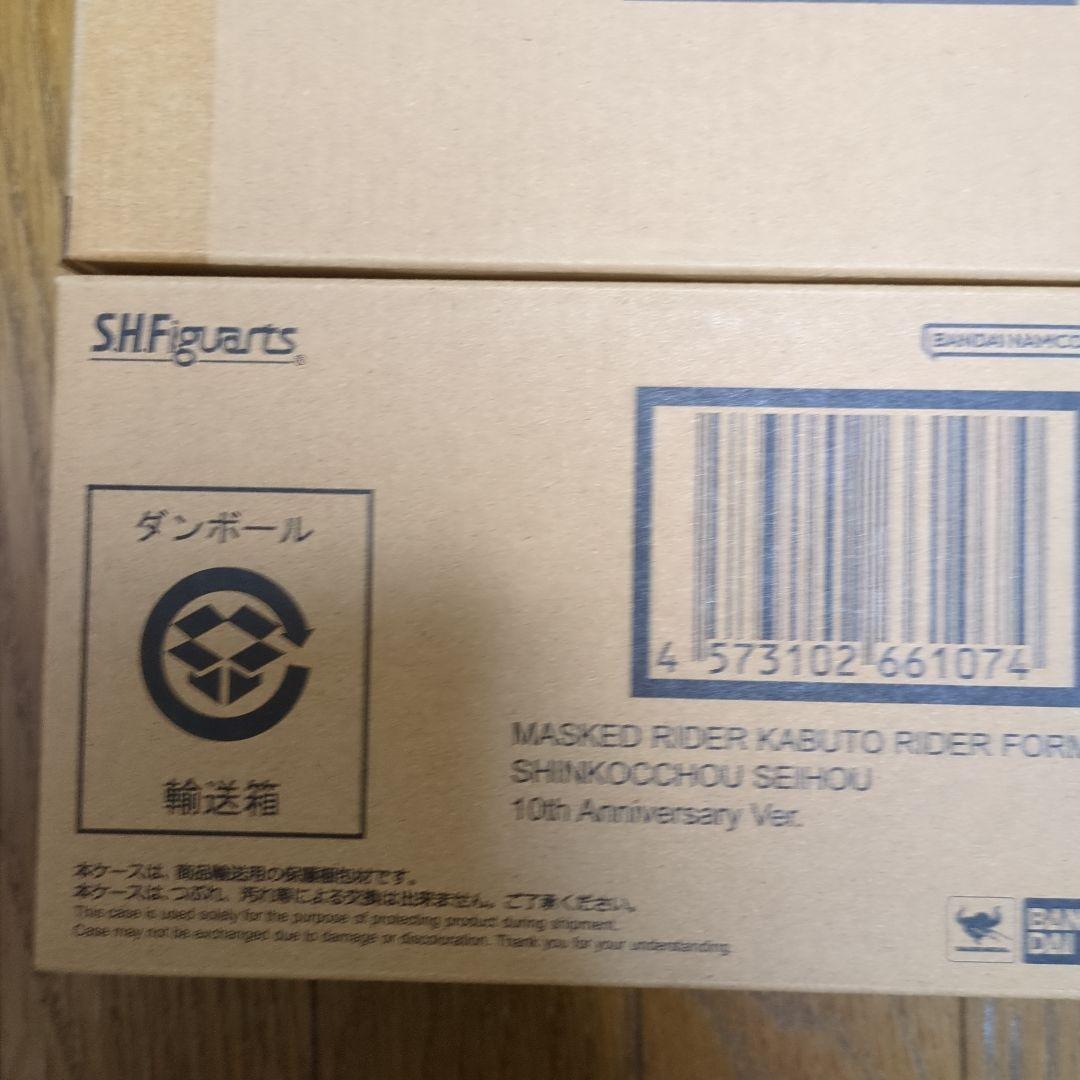 S.H.Figuarts®
BANDAI NAMCO
ダンボール
輸送箱
4 573102 661074
MASKED RIDER KABUTO RIDER FORM
SHINKOCCHOU SEIHOU
10th Anniversary Ver.
本ケースは、商品輸送用の保護梱包材です。
本ケースは、つぶれ、汚れ等による交換は出来ません。ご了承ください。
This case is used solely for the purpose of protecting product during shipment.
Case may not be exchanged due to damage or discoloration. Thank you for your understanding.
BAN
DAI